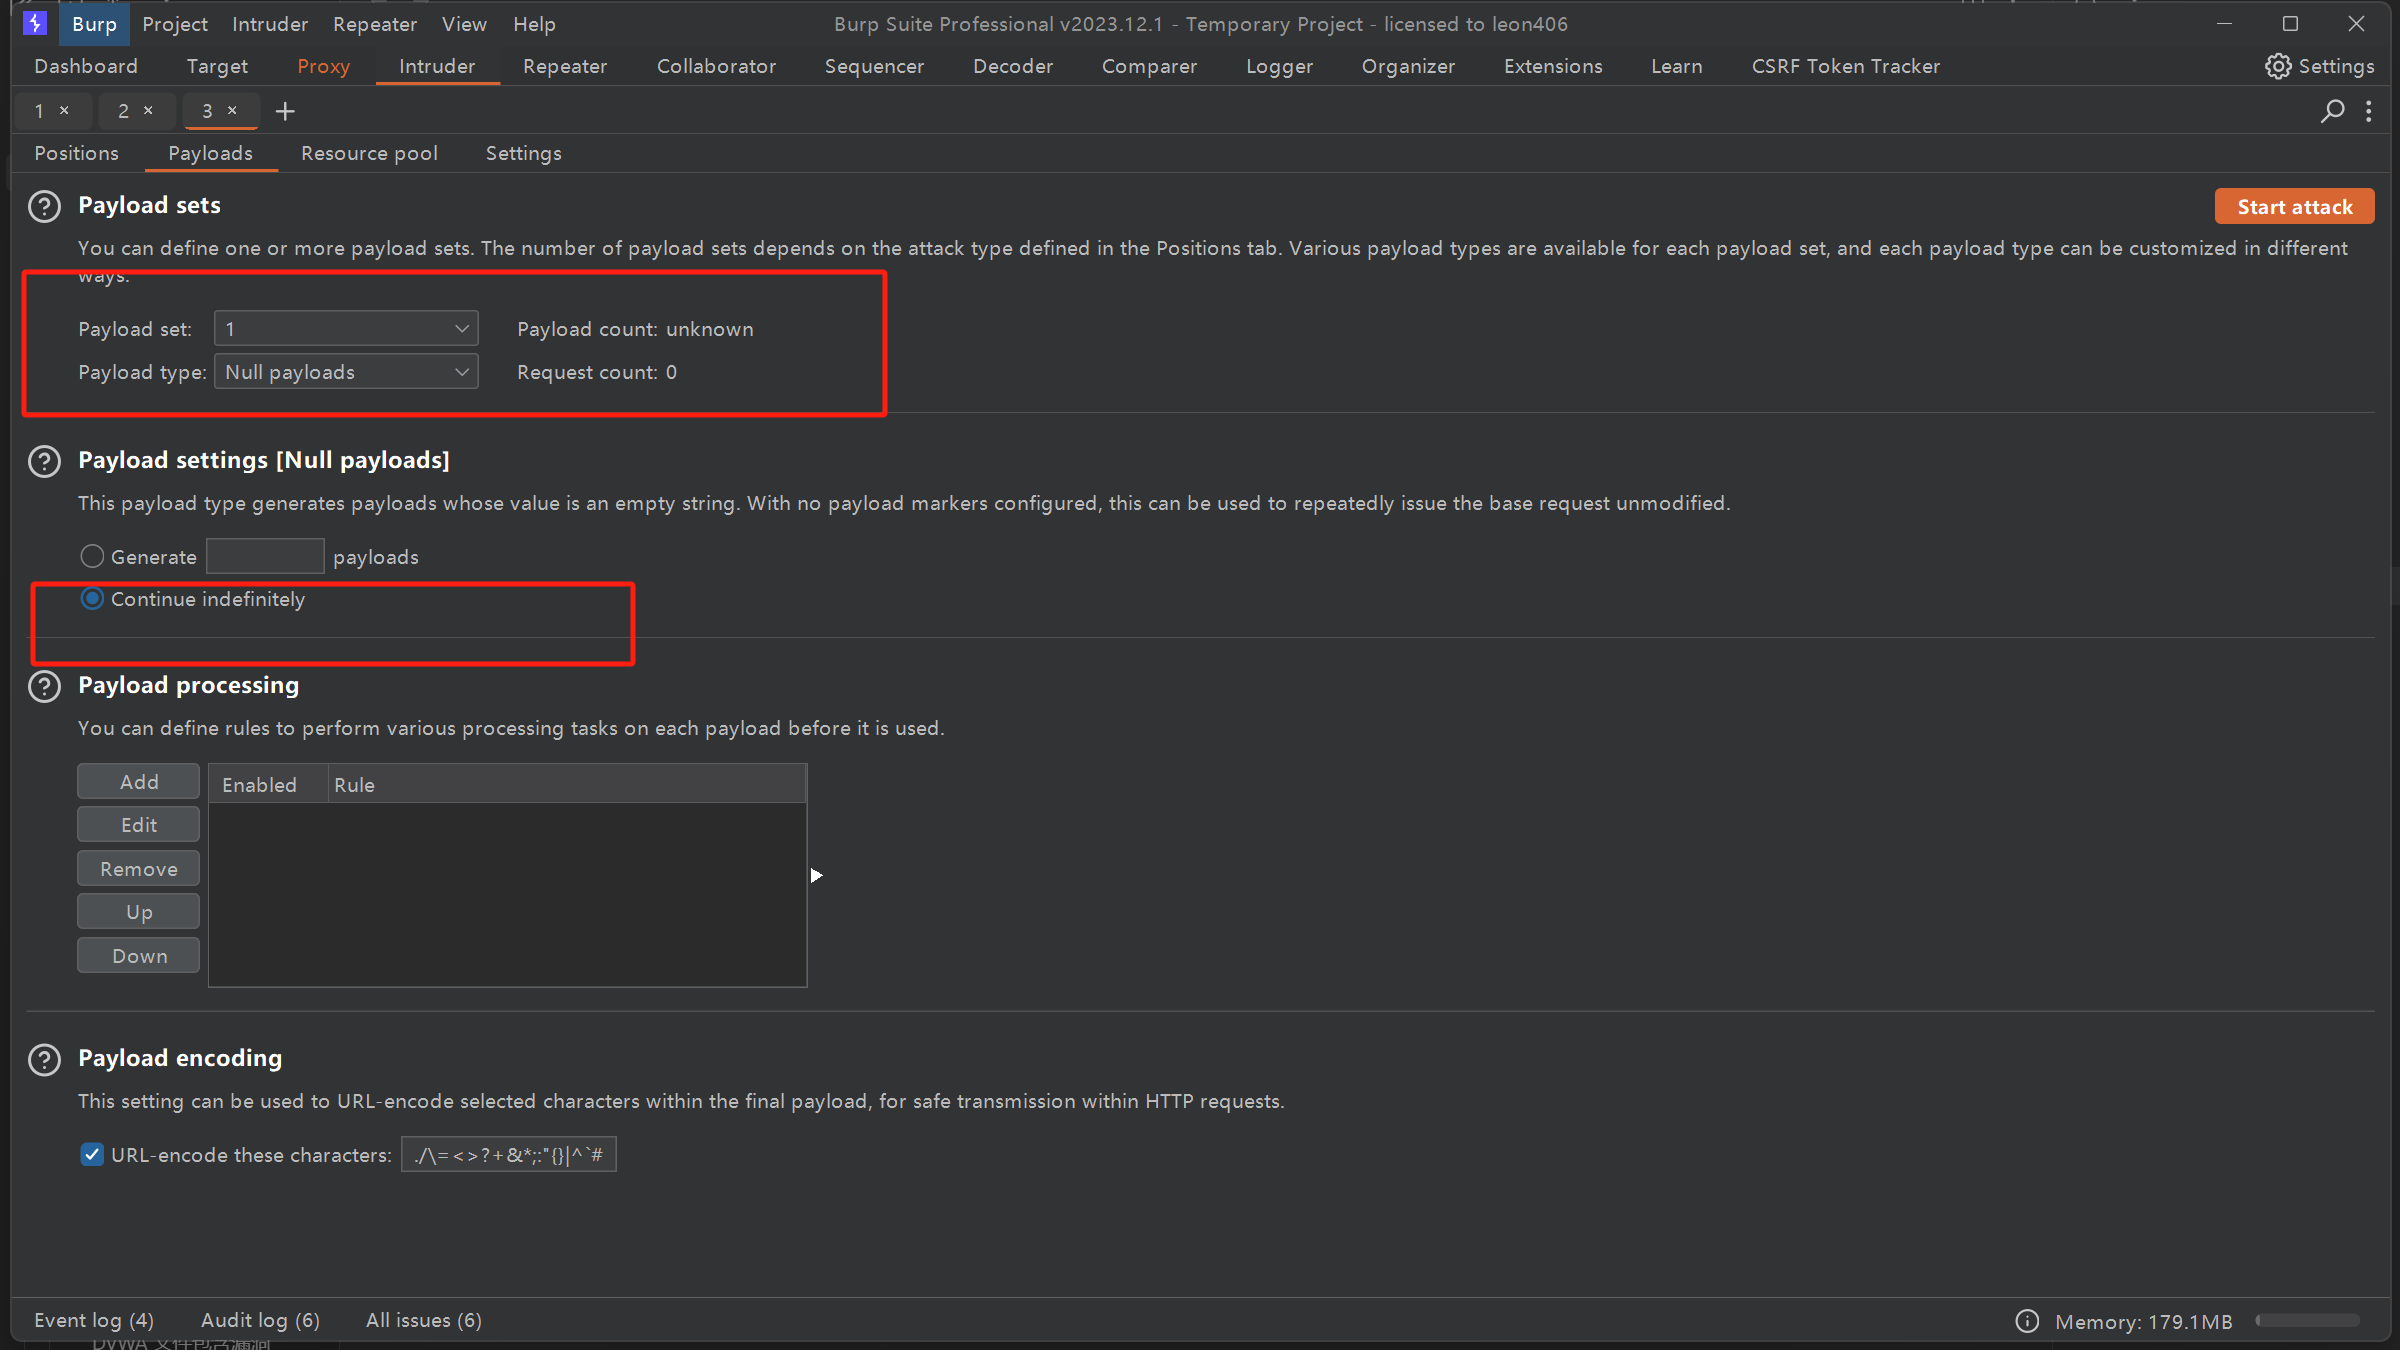 Burp Project Intruder Repeater View Help Burp Suite Professional v2023.12.1 - Temporary Project - licensed to leon406
Dashboard Target Proxy Intruder Repeater Collaborator Sequencer Decoder Comparer Logger Organizer Extensions Learn CSRF Token Tracker Settings
1 × 2 × 3 × +
Positions Payloads Resource pool Settings
? Payload sets Start attack
You can define one or more payload sets. The number of payload sets depends on the attack type defined in the Positions tab. Various payload types are available for each payload set, and each payload type can be customized in different
ways.
Payload set: 1 Payload count: unknown
Payload type: Null payloads Request count: 0
? Payload settings [Null payloads]
This payload type generates payloads whose value is an empty string. With no payload markers configured, this can be used to repeatedly issue the base request unmodified.
Generate payloads
Continue indefinitely
? Payload processing
You can define rules to perform various processing tasks on each payload before it is used.
Add Enabled Rule
Edit
Remove
Up
Down
? Payload encoding
This setting can be used to URL-encode selected characters within the final payload, for safe transmission within HTTP requests.
URL-encode these characters: ./\=<>?+&*;:"{}|^`#
Event log (4) Audit log (6) All issues (6) Memory: 179.1MB
DVWA 文件包含漏洞